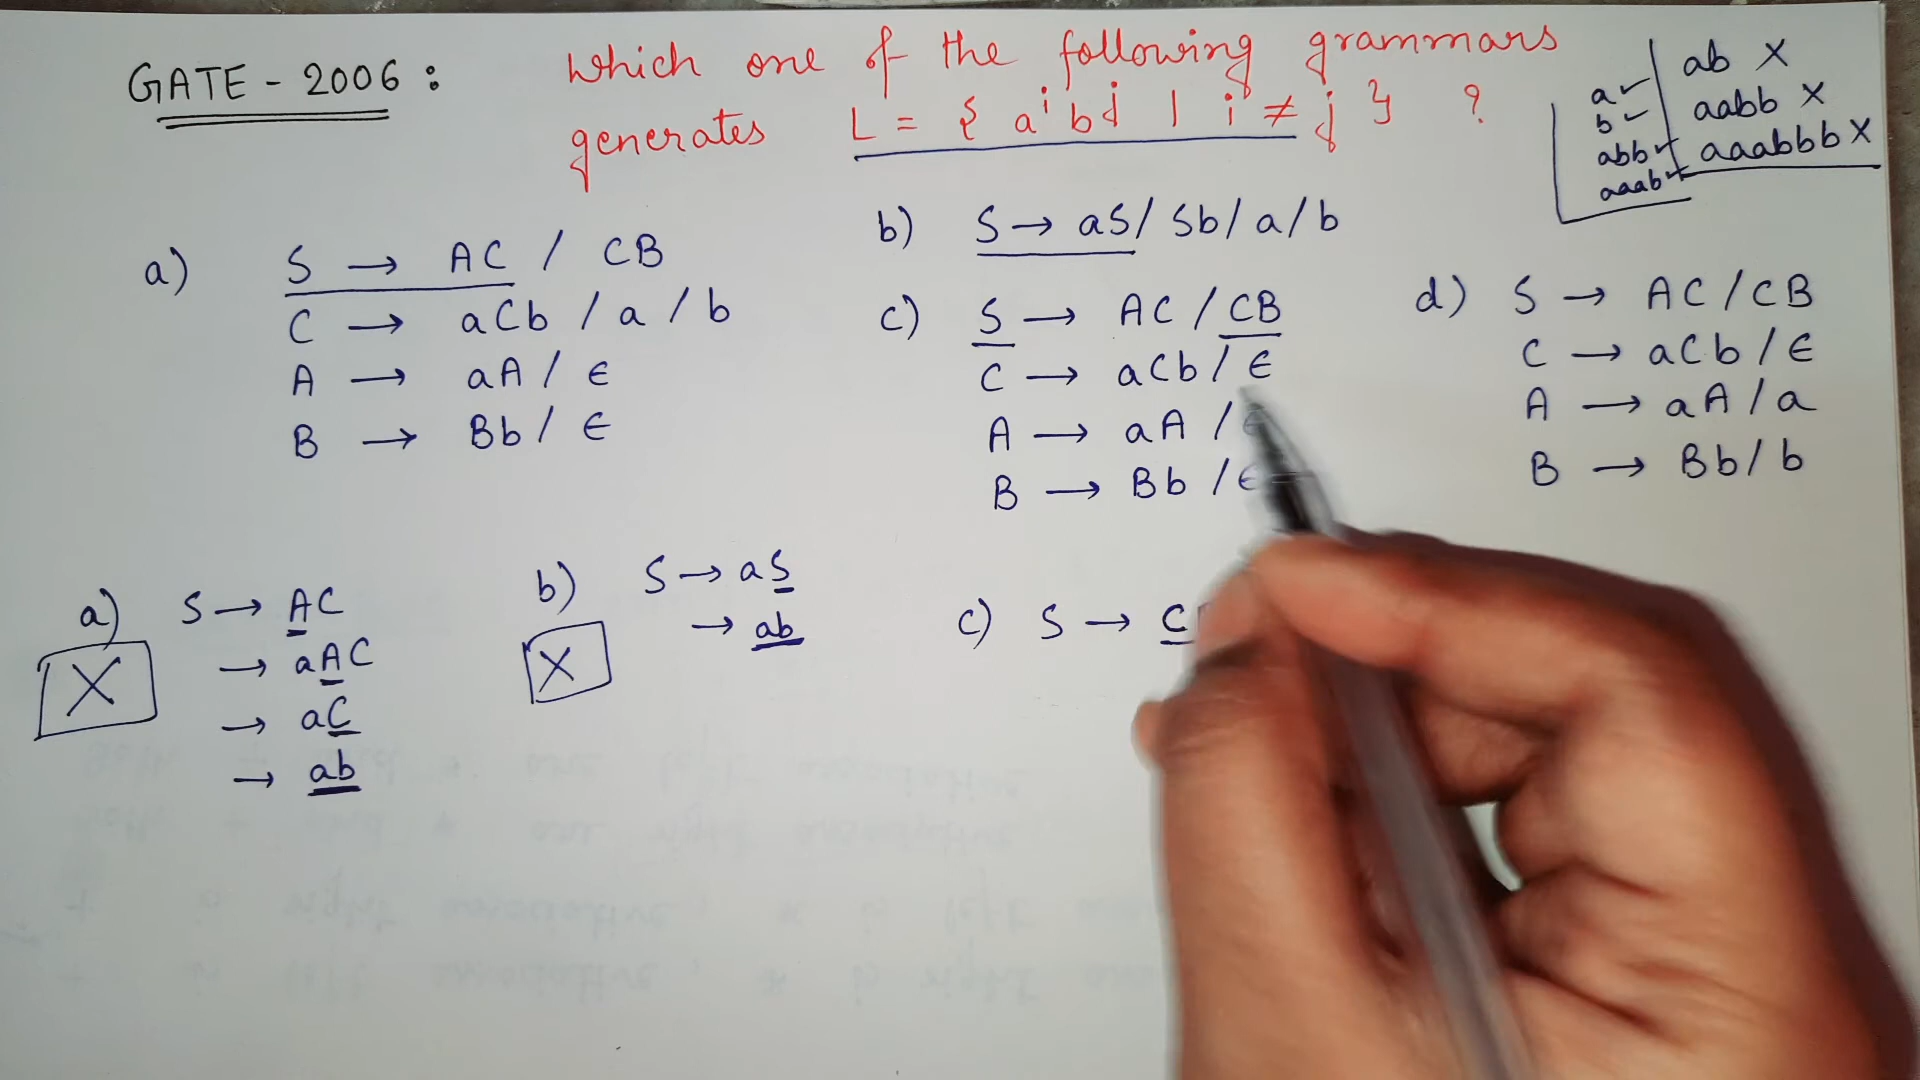 GATE - 2006 :
Which one of the following grammars
generates L = { a^i b^j | i ≠ j } ?
a ✓
b ✓
abb ✓
aaab ✓
ab X
aabb X
aaabbb X
a) S → AC / CB
C → aCb / a / b
A → aA / ϵ
B → Bb / ϵ
b) S → aS / Sb / a / b
c) S → AC / CB
C → aCb / ϵ
A → aA /
B → Bb / ϵ
d) S → AC / CB
C → aCb / ϵ
A → aA / a
B → Bb / b
a) S → AC
→ aAC
→ aC
→ ab
X
b) S → aS
→ ab
X
c) S → C